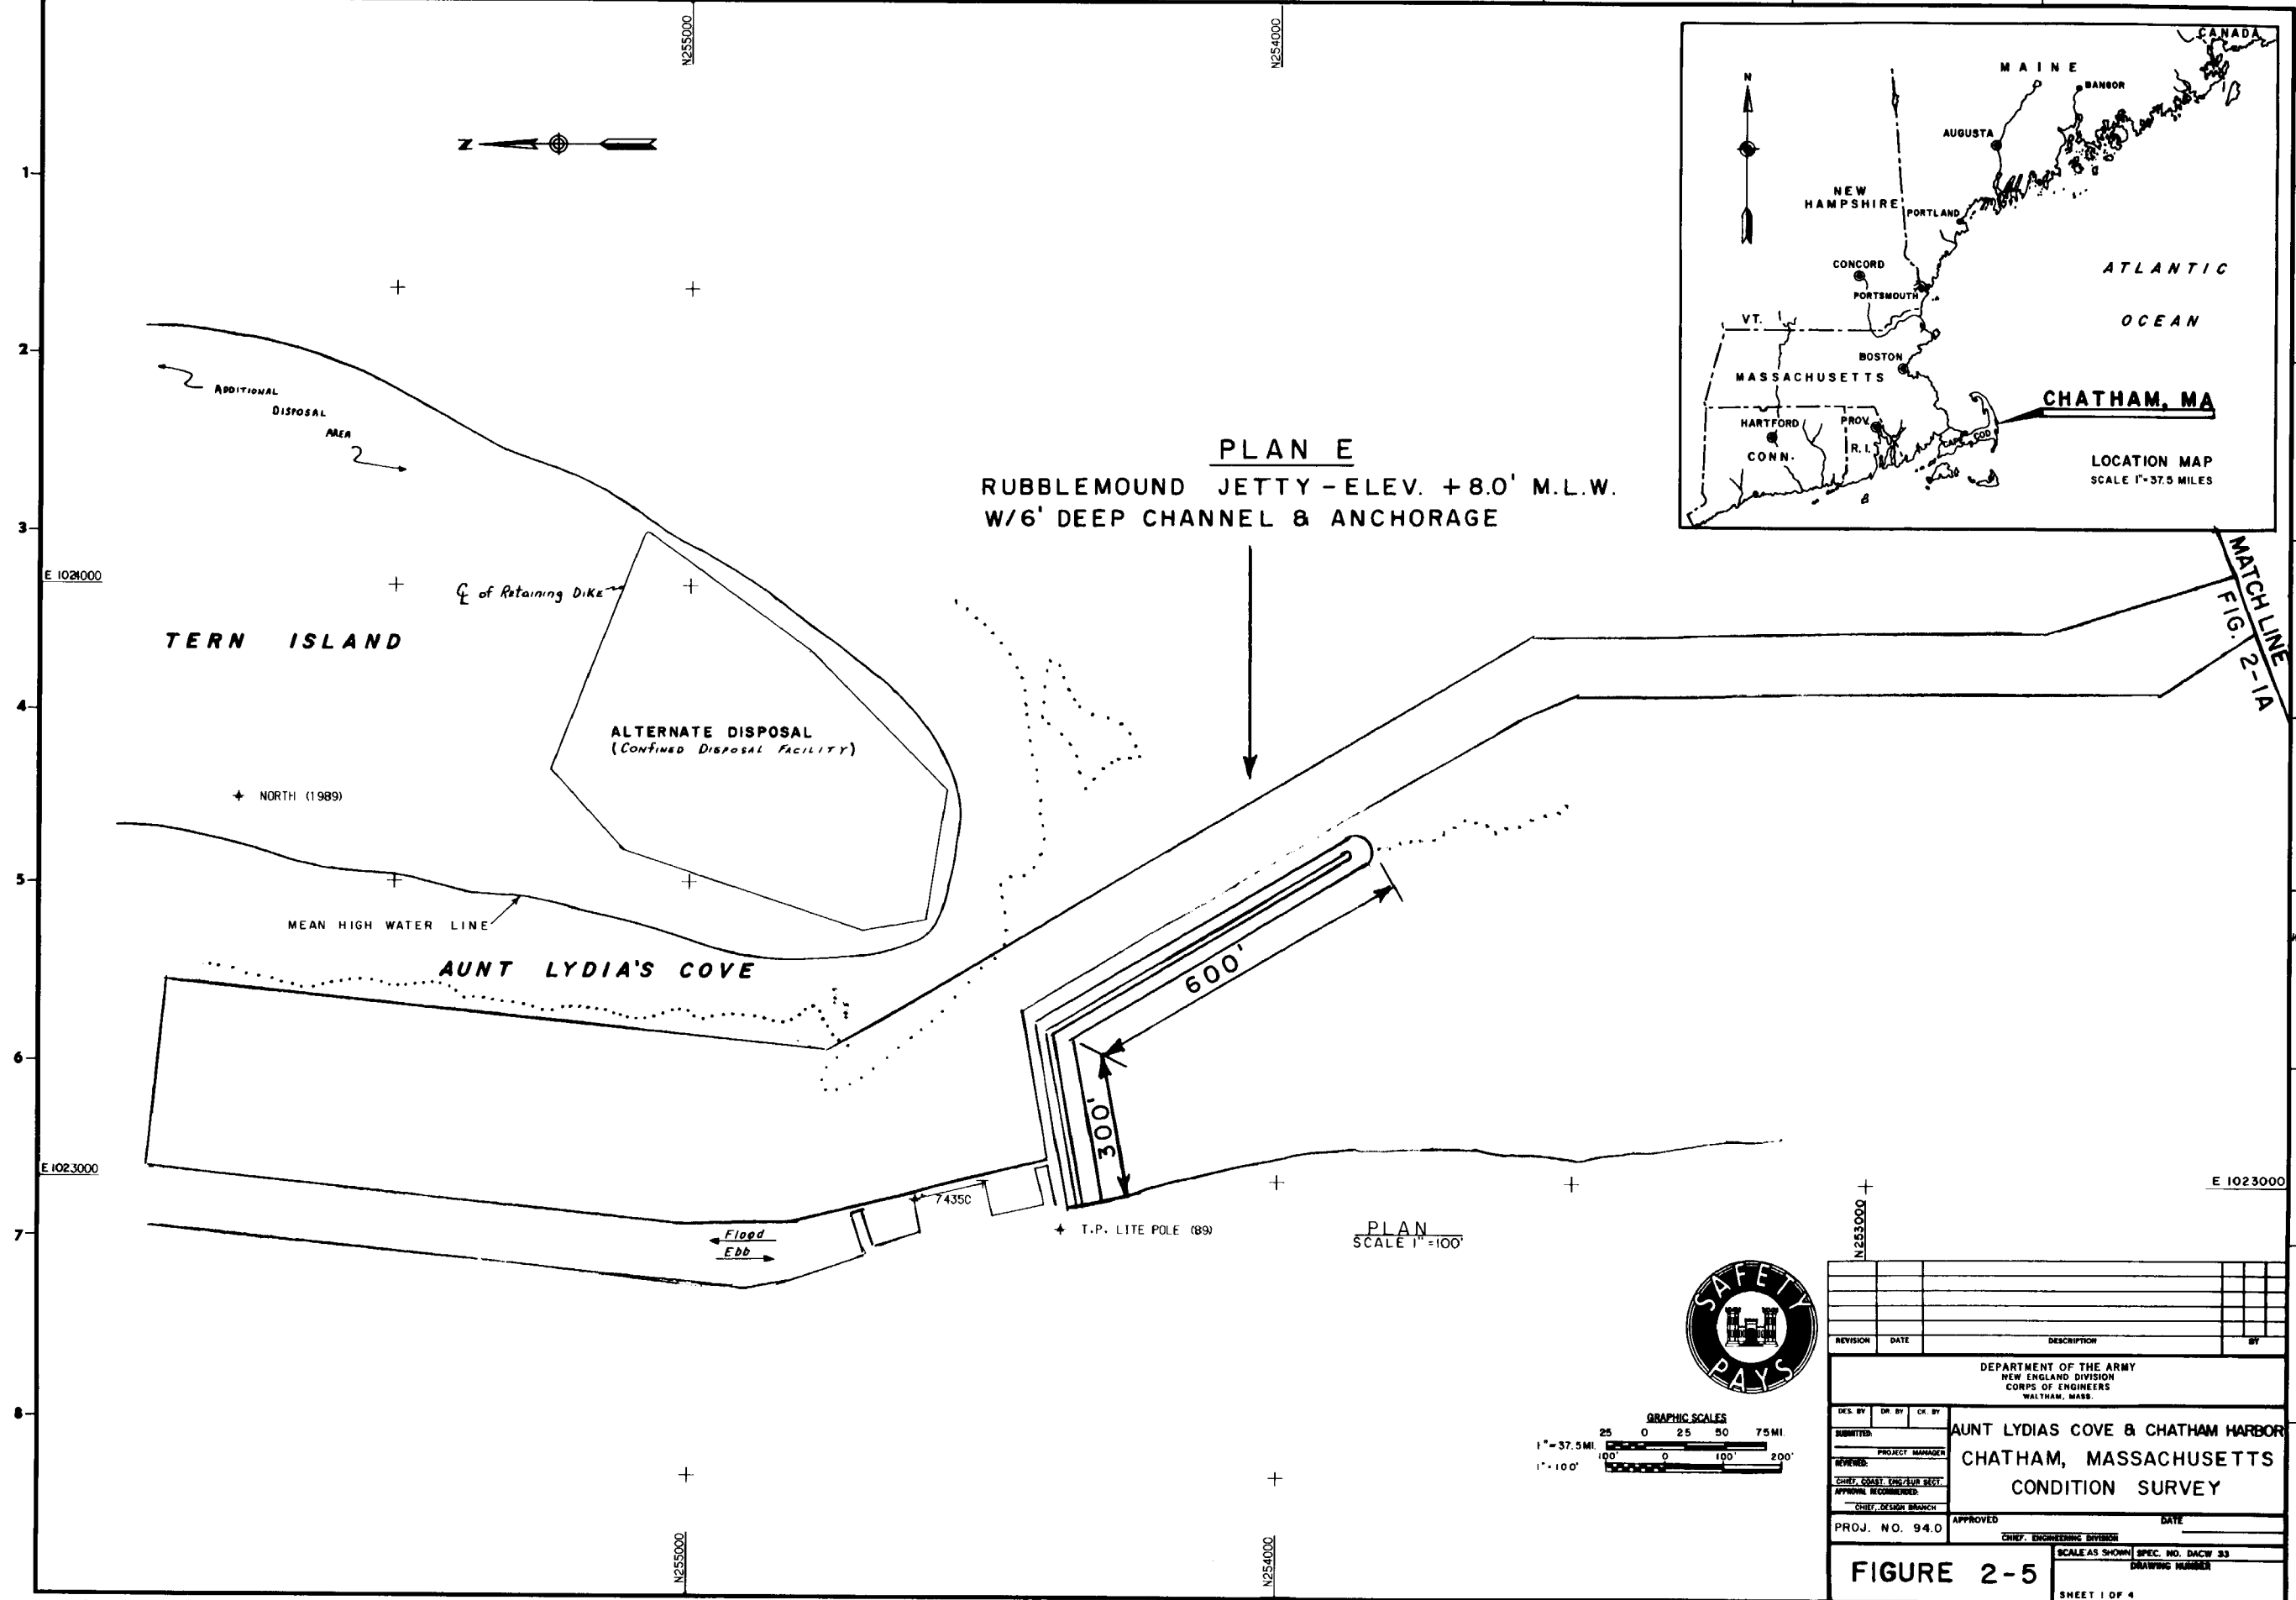 N255000
N254000
N
CANADA
MAINE
BANGOR
AUGUSTA
NEW
HAMPSHIRE
PORTLAND
CONCORD
PORTSMOUTH
ATLANTIC
OCEAN
VT.
BOSTON
MASSACHUSETTS
CHATHAM, MA
HARTFORD
PROV.
R.I.
CAPE COD
CONN.
LOCATION MAP
SCALE 1"=37.5 MILES
N
1
2
3
4
5
6
7
8
ADDITIONAL
DISPOSAL
AREA
PLAN E
RUBBLEMOUND JETTY - ELEV. +8.0' M.L.W.
W/6' DEEP CHANNEL & ANCHORAGE
MATCH LINE
FIG. 2-1A
E 1024000
℄ of Retaining Dike
TERN ISLAND
ALTERNATE DISPOSAL
(CONFINED DISPOSAL FACILITY)
NORTH (1989)
MEAN HIGH WATER LINE
AUNT LYDIA'S COVE
600'
300'
E 1023000
E 1023000
7435C
T.P. LITE POLE (89)
Flood
Ebb
PLAN
SCALE 1"=100'
N253000
SAFETY
PAYS
REVISION DATE DESCRIPTION BY
DEPARTMENT OF THE ARMY
NEW ENGLAND DIVISION
CORPS OF ENGINEERS
WALTHAM, MASS.
DES. BY DR. BY CK. BY
SUBMITTED:
PROJECT MANAGER
REVIEWED:
CHIEF, COAST. ENG/SUR SECT.
APPROVAL RECOMMENDED:
CHIEF, DESIGN BRANCH
AUNT LYDIAS COVE & CHATHAM HARBOR
CHATHAM, MASSACHUSETTS
CONDITION SURVEY
GRAPHIC SCALES
25 0 25 50 75MI.
1"=37.5MI.
100' 0 100' 200'
1"=100'
PROJ. NO. 94.0
APPROVED DATE
CHIEF, ENGINEERING DIVISION
FIGURE 2-5
SCALE AS SHOWN SPEC. NO. DACW 33
DRAWING NUMBER
SHEET 1 OF 4
N255000
N254000